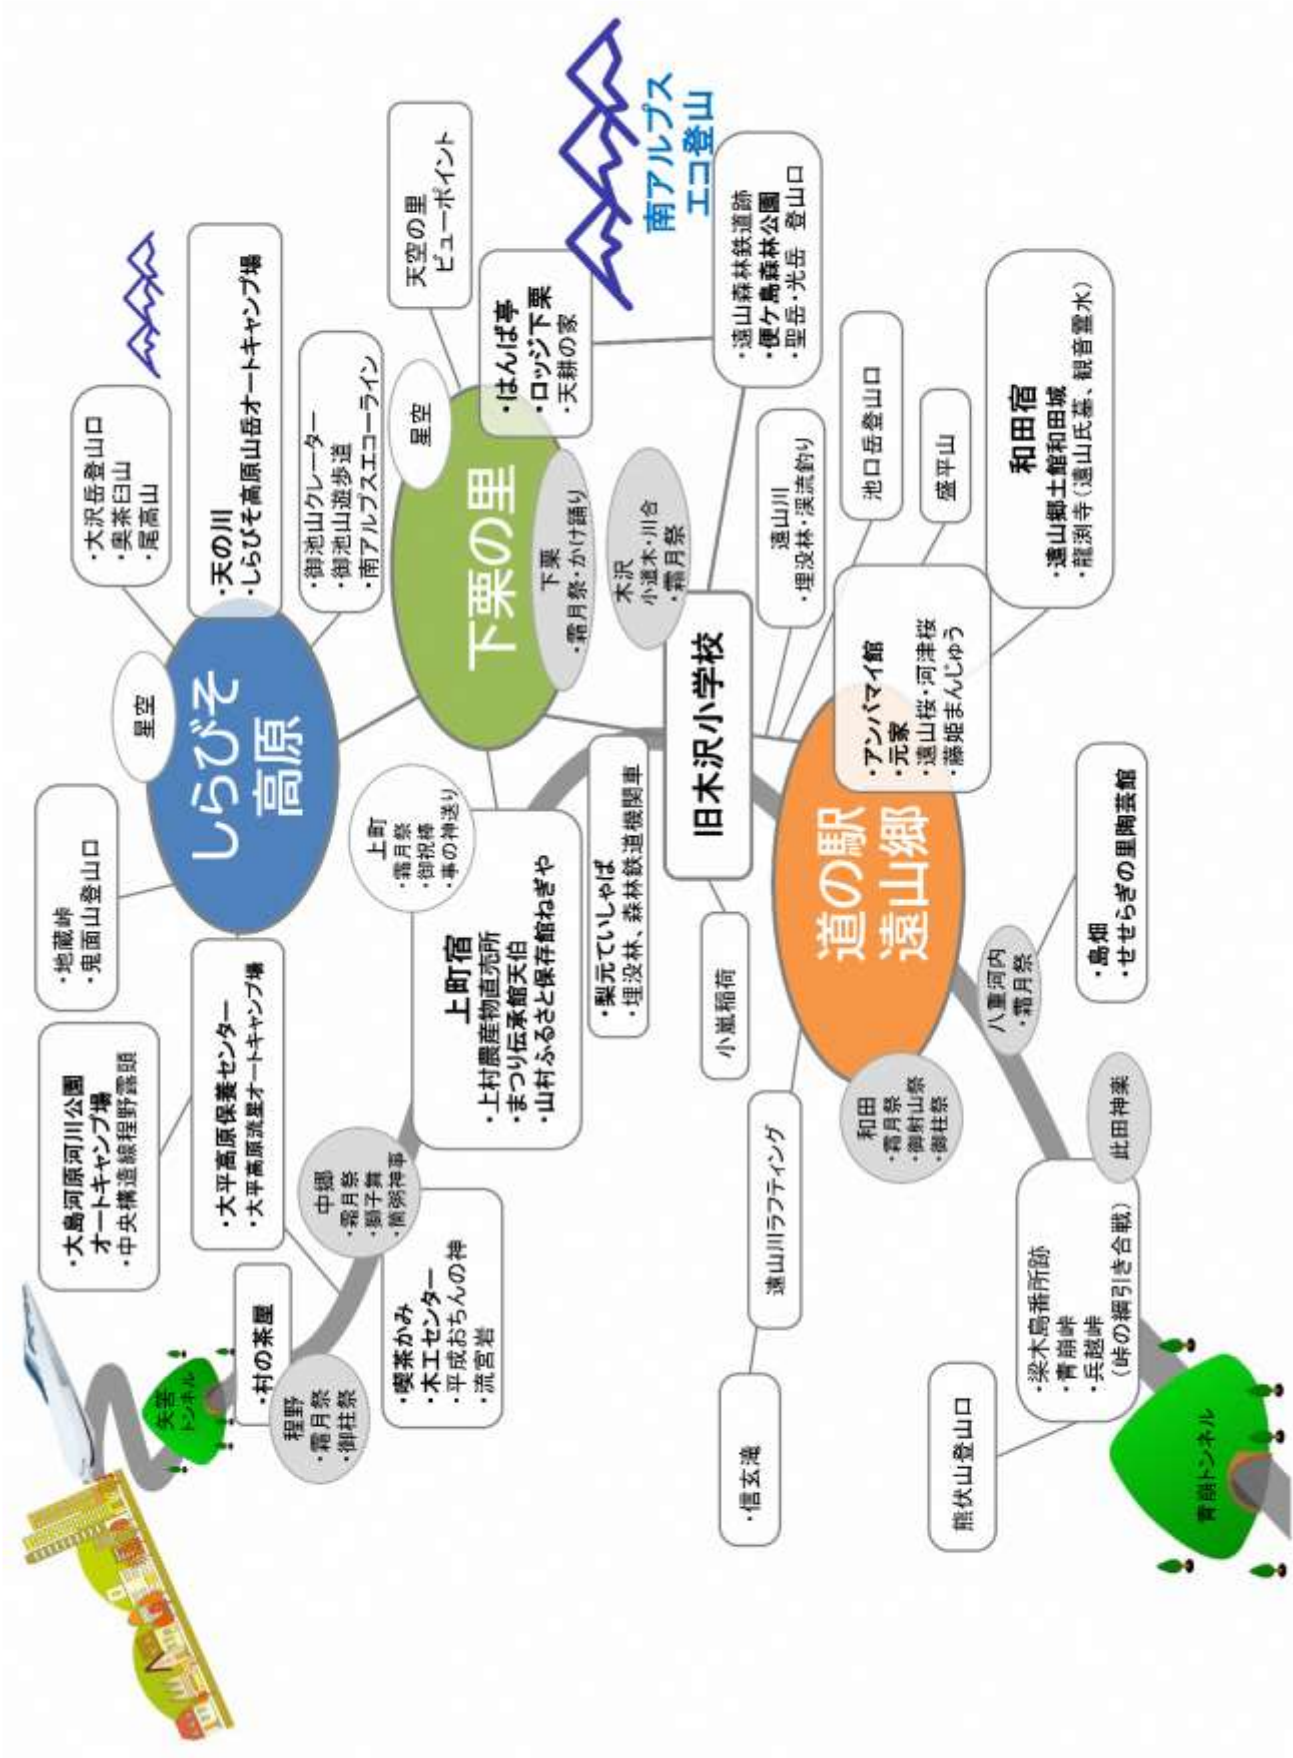 ・大島河原河川公園
オートキャンプ場
・中央構造線程野露頭
・地蔵峠
・鬼面山登山口
星空
・大沢岳登山口
・奥茶臼山
・尾高山
しらびそ
高原
・天の川
・しらびそ高原山岳オートキャンプ場
・御池山クレーター
・御池山遊歩道
・南アルプスエコーライン
・大平高原保養センター
・大平高原流星オートキャンプ場
矢筈
トンネル
・村の茶屋
程野
・霜月祭
・御柱祭
中郷
・霜月祭
・獅子舞
・筒粥神事
・喫茶かみ
・木工センター
・平成おちんの神
・流宮岩
上町
・霜月祭
・御祝棒
・事の神送り
上町宿
・上村農産物直売所
・まつり伝承館天伯
・山村ふるさと保存館ねぎや
星空
天空の里
ビューポイント
下栗の里
・はんば亭
・ロッジ下栗
・天耕の家
下栗
・霜月祭・かけ踊り
南アルプス
エコ登山
・梨元ていしゃば
・埋没林、森林鉄道機関車
木沢
小道木・川合
・霜月祭
旧木沢小学校
・遠山森林鉄道跡
・便ケ島森林公園
・聖岳・光岳 登山口
小嵐稲荷
遠山川
・埋没林・渓流釣り
池口岳登山口
盛平山
・信玄滝
遠山川ラフティング
道の駅
遠山郷
・アンバマイ館
・元家
・遠山桜・河津桜
・藤姫まんじゅう
和田宿
・遠山郷土館和田城
・龍渕寺(遠山氏墓、観音霊水)
和田
・霜月祭
・御射山祭
・御柱祭
八重河内
・霜月祭
・島畑
・せせらぎの里陶芸館
此田神楽
熊伏山登山口
・梁木島番所跡
・青崩峠
・兵越峠
(峠の綱引き合戦)
青崩トンネル